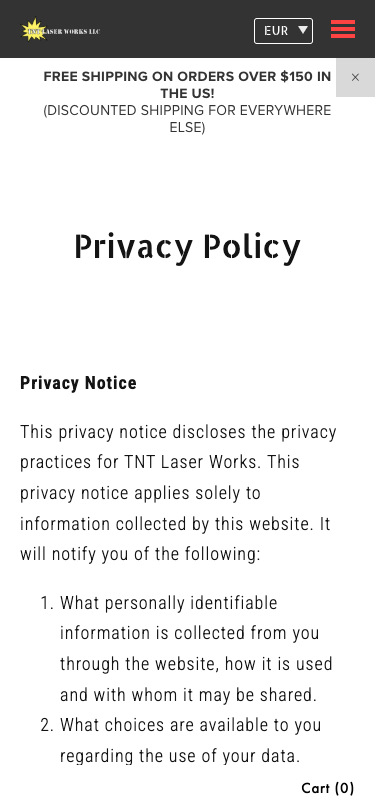 TNT LASER WORKS LLC
EUR
FREE SHIPPING ON ORDERS OVER $150 IN
THE US!
(DISCOUNTED SHIPPING FOR EVERYWHERE
ELSE)
×
Privacy Policy
Privacy Notice
This privacy notice discloses the privacy
practices for TNT Laser Works. This
privacy notice applies solely to
information collected by this website. It
will notify you of the following:
1. What personally identifiable
information is collected from you
through the website, how it is used
and with whom it may be shared.
2. What choices are available to you
regarding the use of your data.
Cart (0)